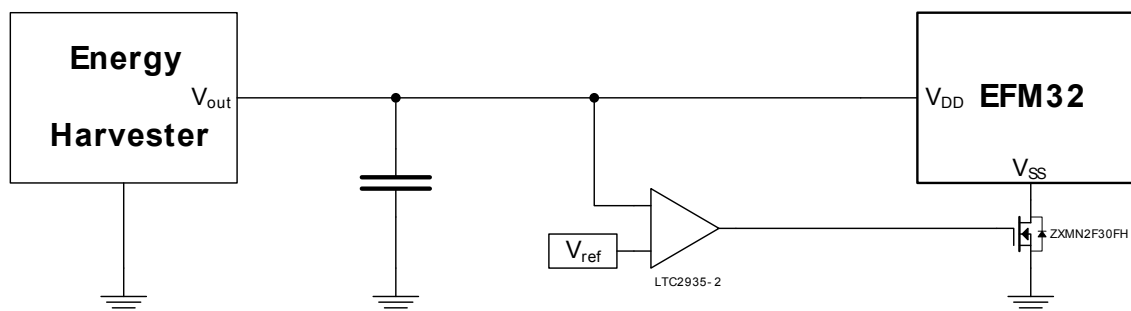 Energy
Harvester
Vout
VDD
EFM32
VSS
ZXMN2F30FH
Vref
LTC2935-2